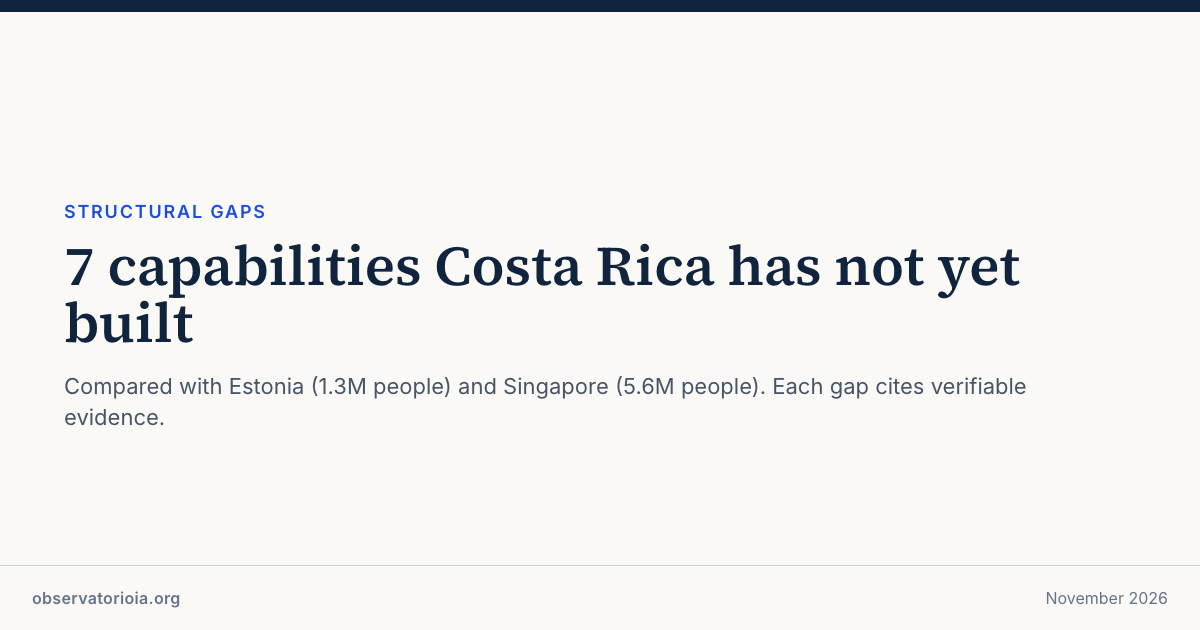 STRUCTURAL GAPS
7 capabilities Costa Rica has not yet
built
Compared with Estonia (1.3M people) and Singapore (5.6M people). Each gap cites verifiable
evidence.
observatorioia.org
November 2026